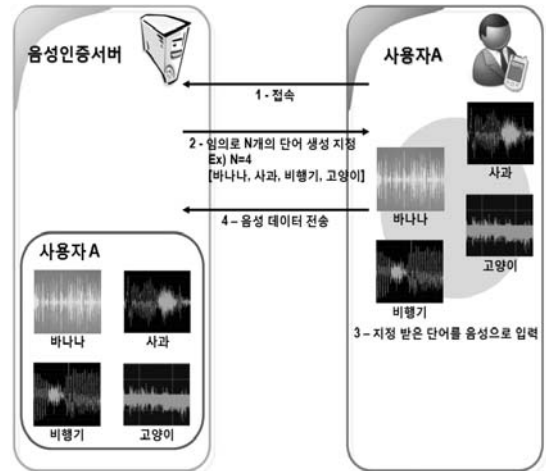 음성인증서버
사용자A
1 - 접속
2 - 임의로 N개의 단어 생성 지정
Ex) N=4
[바나나, 사과, 비행기, 고양이]
4 – 음성 데이터 전송
사과
바나나
고양이
비행기
3 – 지정 받은 단어를 음성으로 입력
사용자 A
바나나
사과
비행기
고양이